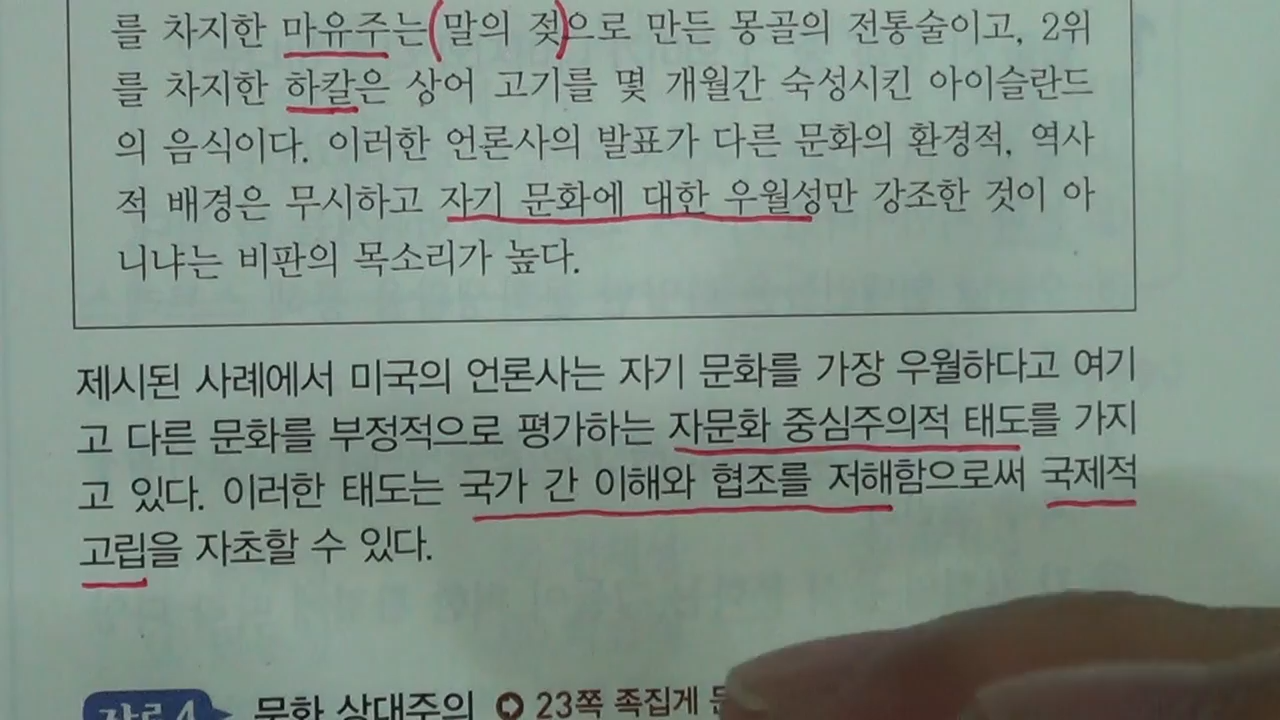 를 차지한 마유주는(말의 젖)으로 만든 몽골의 전통술이고, 2위
를 차지한 하칼은 상어 고기를 몇 개월간 숙성시킨 아이슬란드
의 음식이다. 이러한 언론사의 발표가 다른 문화의 환경적, 역사
적 배경은 무시하고 자기 문화에 대한 우월성만 강조한 것이 아
니냐는 비판의 목소리가 높다.
제시된 사례에서 미국의 언론사는 자기 문화를 가장 우월하다고 여기
고 다른 문화를 부정적으로 평가하는 자문화 중심주의적 태도를 가지
고 있다. 이러한 태도는 국가 간 이해와 협조를 저해함으로써 국제적
고립을 자초할 수 있다.
자료 4 문화 상대주의 23쪽 족집게